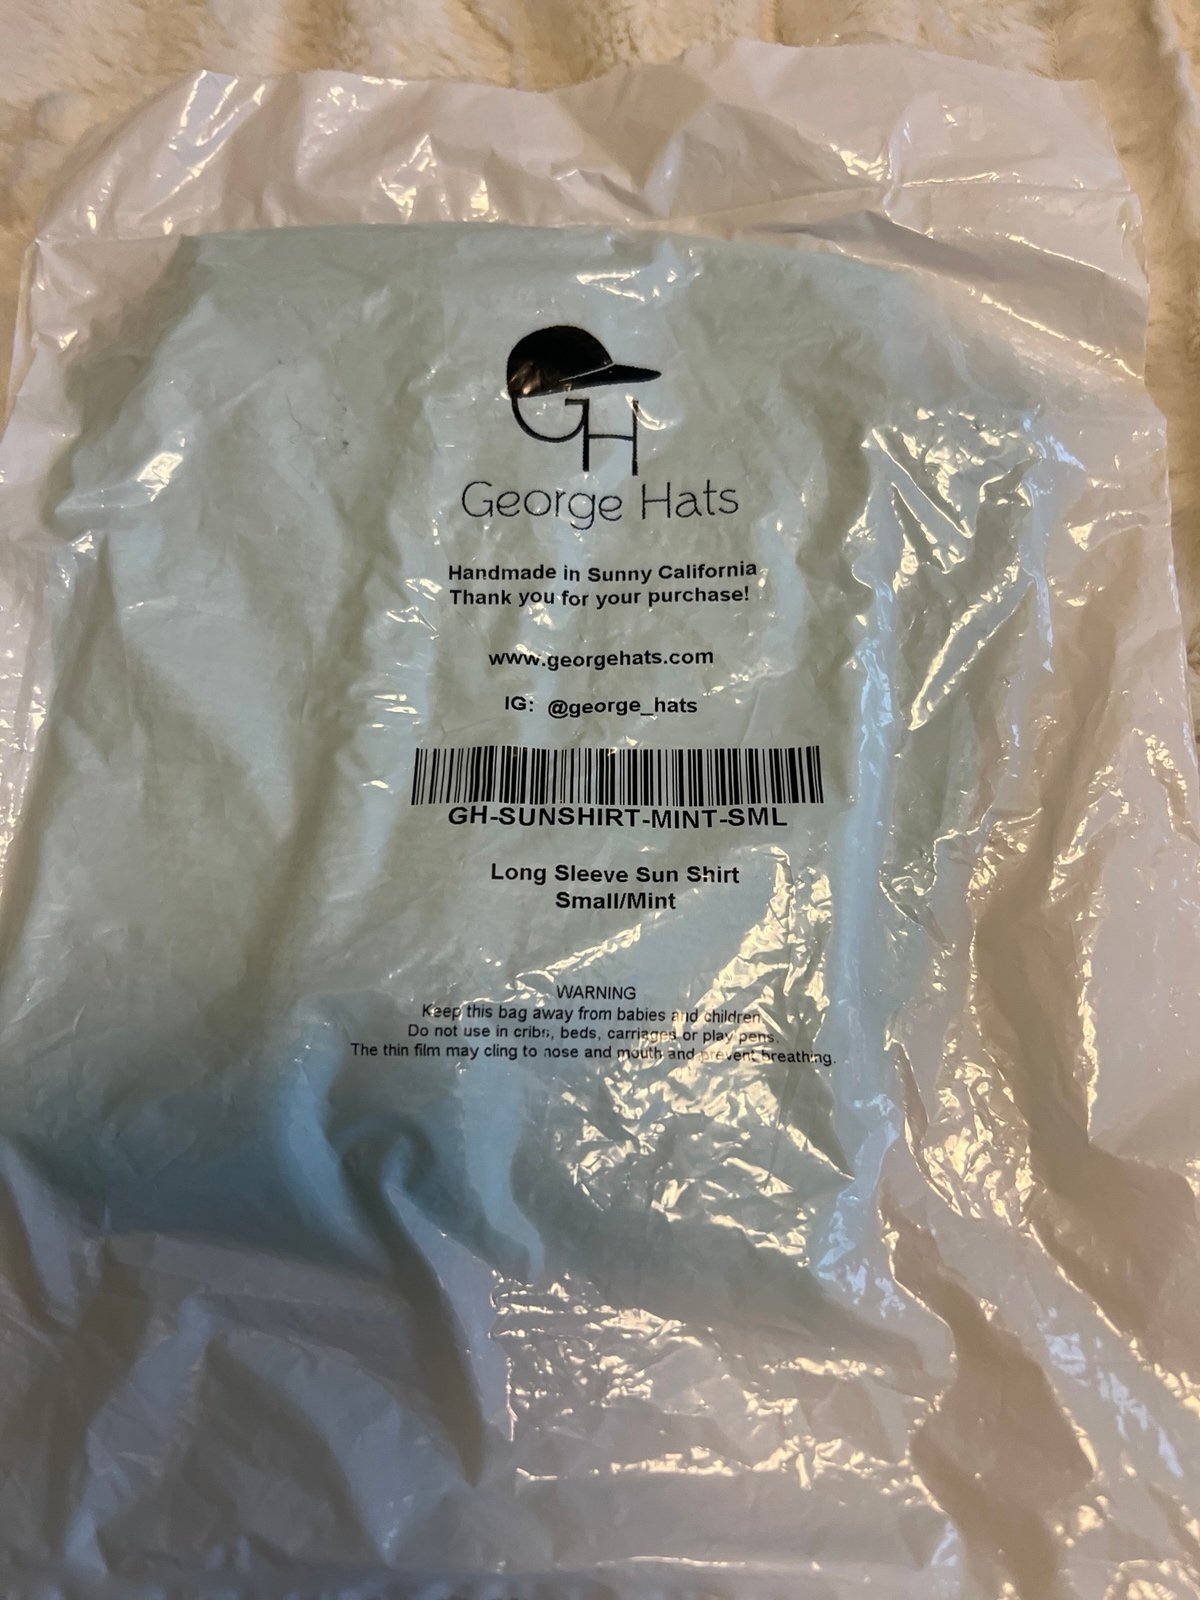 GH
George Hats
Handmade in Sunny California
Thank you for your purchase!
www.georgehats.com
IG: @george_hats
GH-SUNSHIRT-MINT-SML
Long Sleeve Sun Shirt
Small/Mint
WARNING
Keep this bag away from babies and children.
Do not use in cribs, beds, carriages or play pens.
The thin film may cling to nose and mouth and prevent breathing.